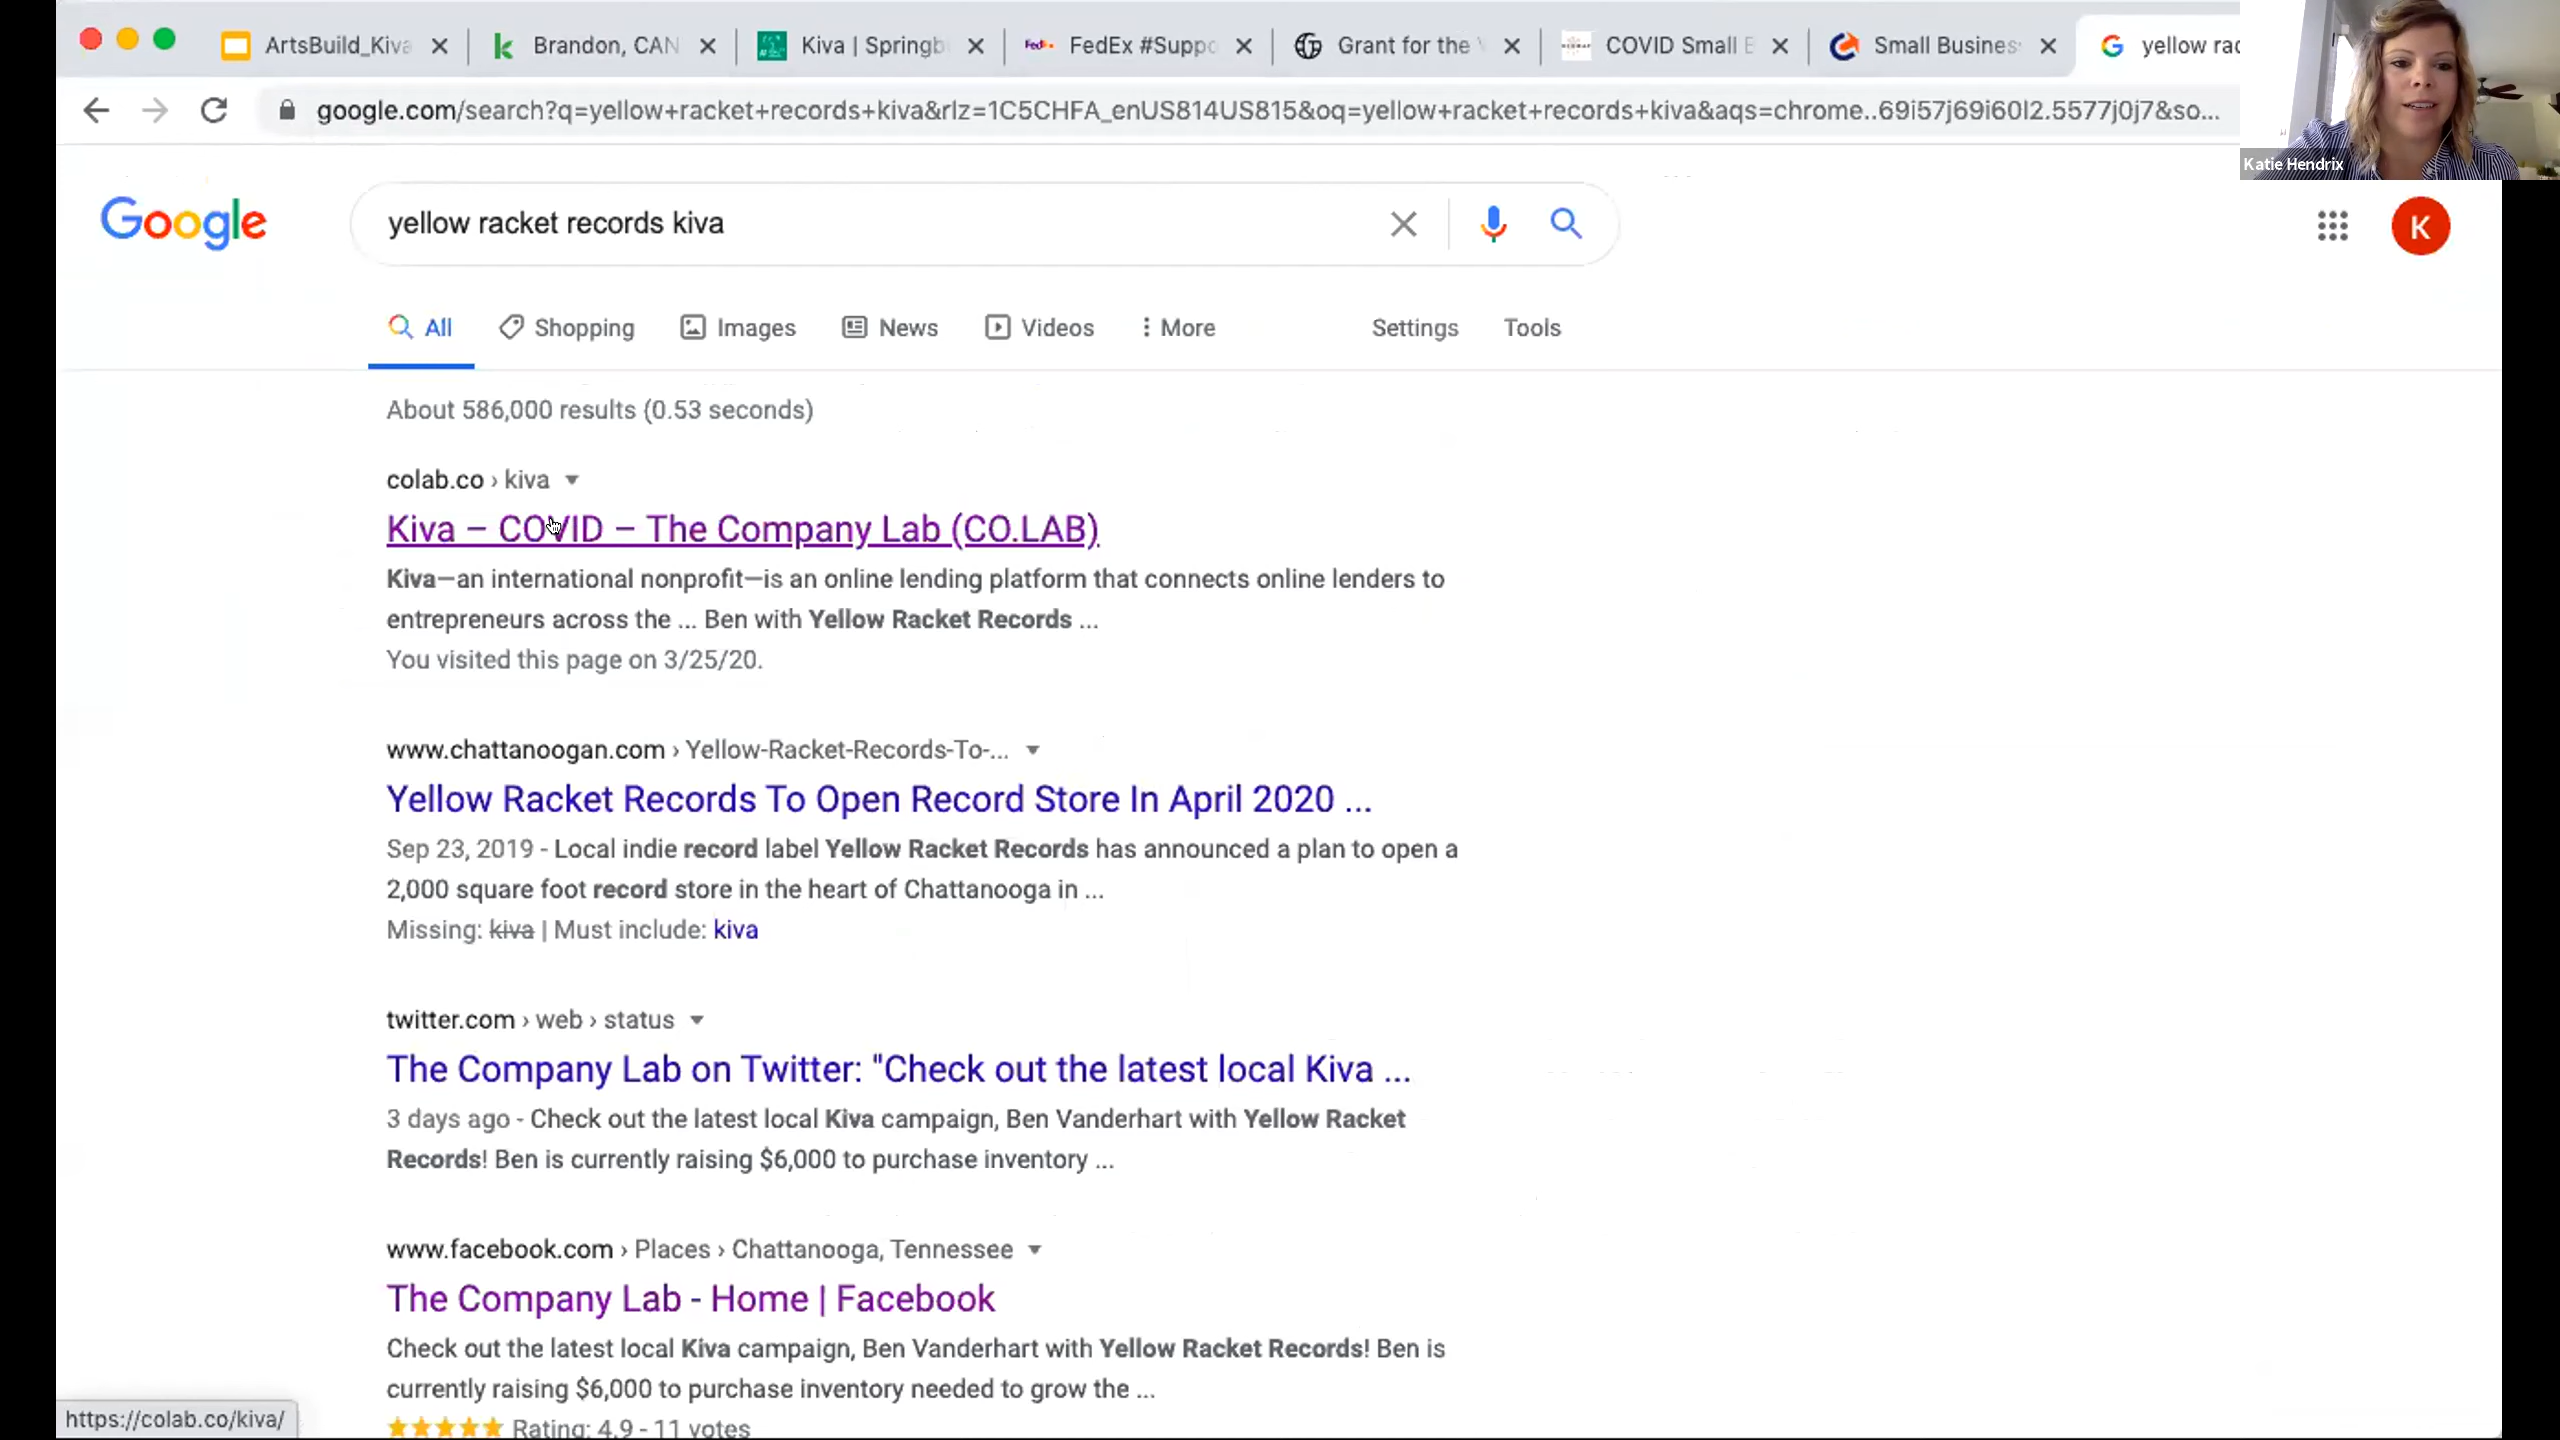 ArtsBuild_Kiva
Brandon, CAN
Kiva | Springb
FedEx #Suppo
Grant for the
COVID Small
Small Busines
yellow rac
google.com/search?q=yellow+racket+records+kiva&rlz=1C5CHFA_enUS814US815&oq=yellow+racket+records+kiva&aqs=chrome..69i57j69i60l2.5577j0j7&so...
Katie Hendrix
Google
yellow racket records kiva
K
All
Shopping
Images
News
Videos
More
Settings
Tools
About 586,000 results (0.53 seconds)
colab.co › kiva
Kiva – COVID – The Company Lab (CO.LAB)
Kiva—an international nonprofit—is an online lending platform that connects online lenders to
entrepreneurs across the ... Ben with Yellow Racket Records ...
You visited this page on 3/25/20.
www.chattanoogan.com › Yellow-Racket-Records-To-...
Yellow Racket Records To Open Record Store In April 2020 ...
Sep 23, 2019 - Local indie record label Yellow Racket Records has announced a plan to open a
2,000 square foot record store in the heart of Chattanooga in ...
Missing: kiva | Must include: kiva
twitter.com › web › status
The Company Lab on Twitter: "Check out the latest local Kiva ...
3 days ago - Check out the latest local Kiva campaign, Ben Vanderhart with Yellow Racket
Records! Ben is currently raising $6,000 to purchase inventory ...
www.facebook.com › Places › Chattanooga, Tennessee
The Company Lab - Home | Facebook
Check out the latest local Kiva campaign, Ben Vanderhart with Yellow Racket Records! Ben is
currently raising $6,000 to purchase inventory needed to grow the ...
Rating: 4.9 - 11 votes
https://colab.co/kiva/